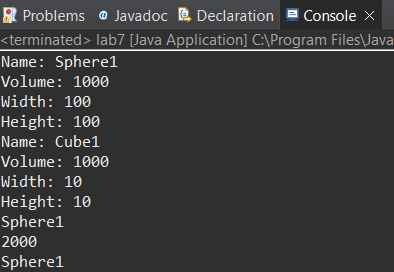 Problems @ Javadoc Declaration Console
<terminated> lab7 [Java Application] C:\Program Files\Java
Name: Sphere1
Volume: 1000
Width: 100
Height: 100
Name: Cube1
Volume: 1000
Width: 10
Height: 10
Sphere1
2000
Sphere1